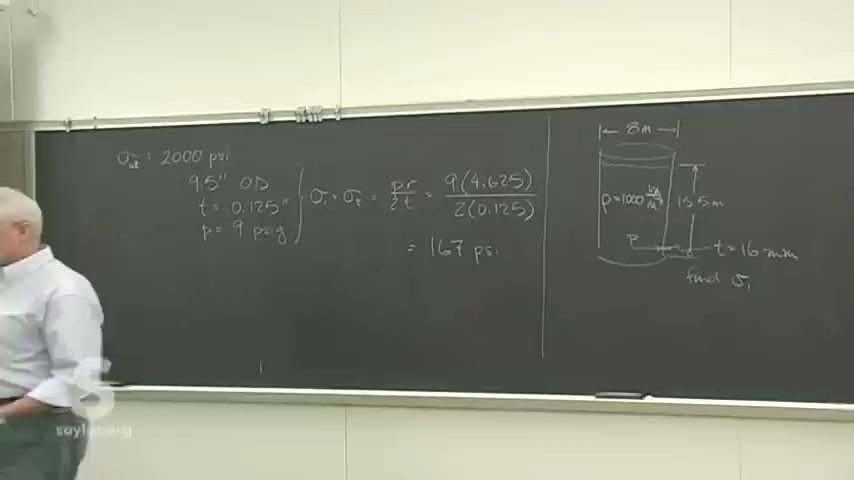 σall = 2000 psi
9.5" OD
t = 0.125"
p = 9 psig
σ₁ = σ₂ = pr/2t = 9(4.625)/2(0.125)
= 167 psi
8m
ρ=1000 kg/m³
15.5m
P
t = 16 mm
find σ₁
S
saylor.org